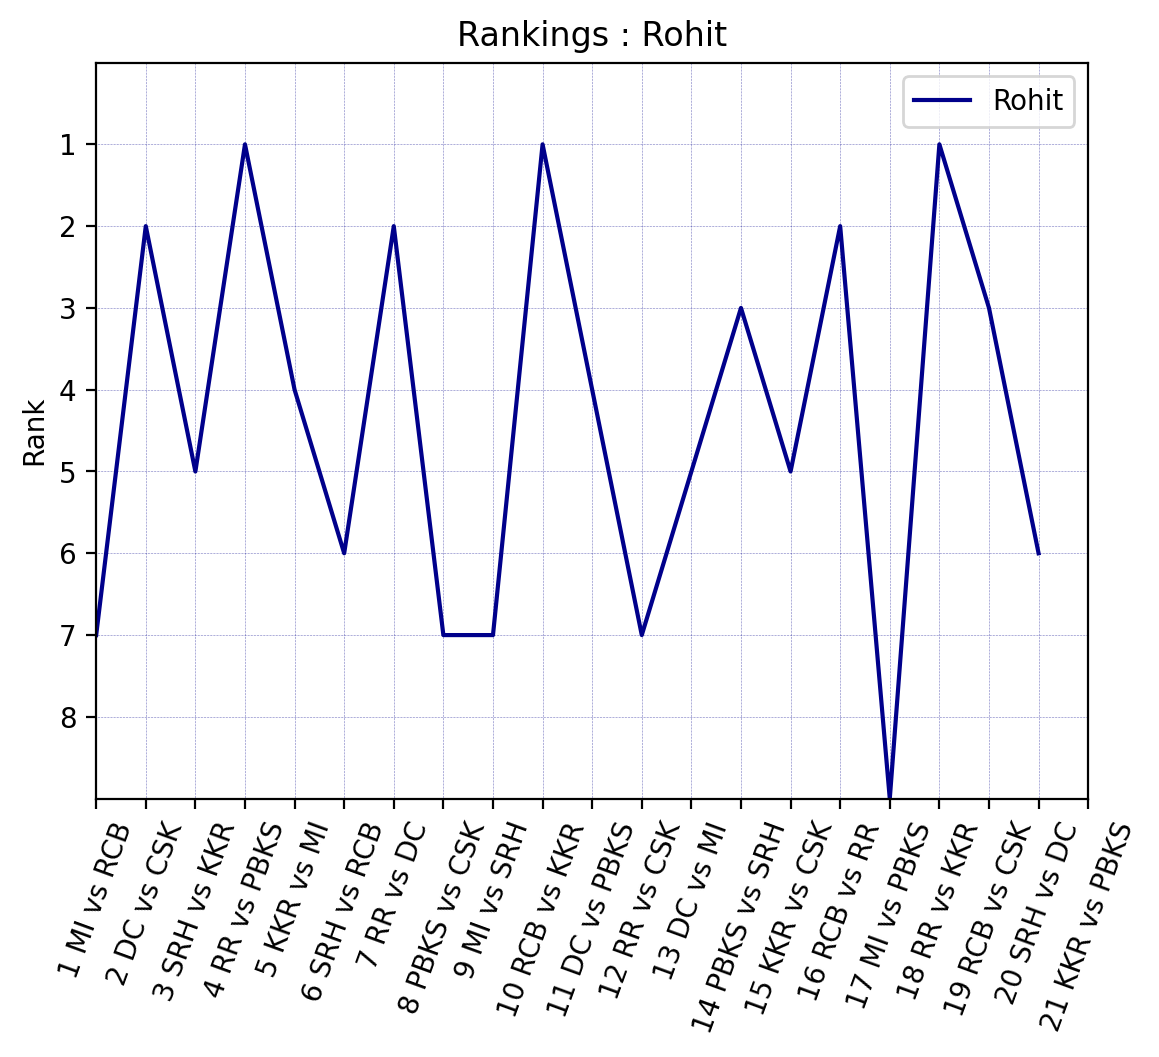 Rankings : Rohit
Rohit
1
2
3
4
5
6
7
8
Rank
1 MI vs RCB
2 DC vs CSK
3 SRH vs KKR
4 RR vs PBKS
5 KKR vs MI
6 SRH vs RCB
7 RR vs DC
8 PBKS vs CSK
9 MI vs SRH
10 RCB vs KKR
11 DC vs PBKS
12 RR vs CSK
13 DC vs MI
14 PBKS vs SRH
15 KKR vs CSK
16 RCB vs RR
17 MI vs PBKS
18 RR vs KKR
19 RCB vs CSK
20 SRH vs DC
21 KKR vs PBKS